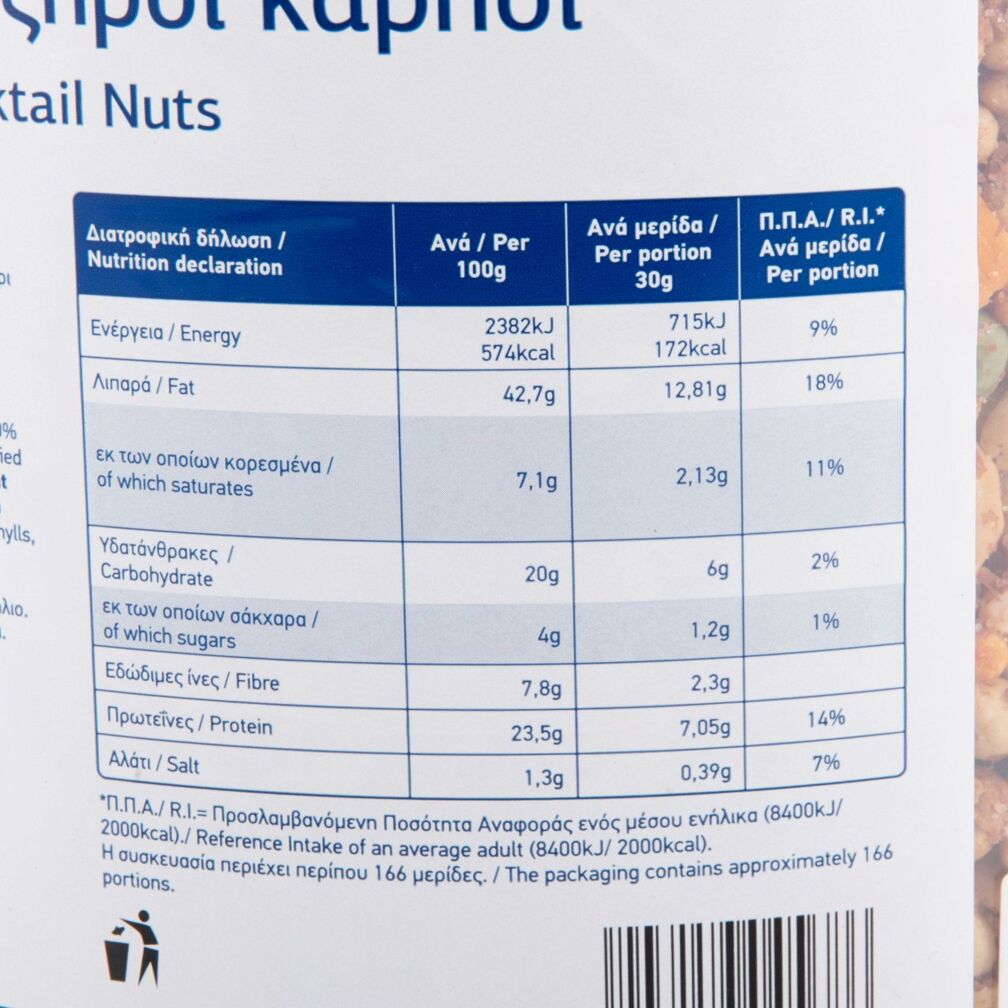 ξηροί καρποί
ktail Nuts
Διατροφική δήλωση /
Nutrition declaration
Ανά / Per
100g
Ανά μερίδα /
Per portion
30g
Π.Π.Α./ R.I.*
Ανά μερίδα /
Per portion
Ενέργεια / Energy
2382kJ
574kcal
715kJ
172kcal
9%
Λιπαρά / Fat
42,7g
12,81g
18%
εκ των οποίων κορεσμένα /
of which saturates
7,1g
2,13g
11%
Υδατάνθρακες /
Carbohydrate
20g
6g
2%
εκ των οποίων σάκχαρα /
of which sugars
4g
1,2g
1%
Εδώδιμες ίνες / Fibre
7,8g
2,3g
Πρωτεΐνες / Protein
23,5g
7,05g
14%
Αλάτι / Salt
1,3g
0,39g
7%
*Π.Π.Α./ R.I.= Προσλαμβανόμενη Ποσότητα Αναφοράς ενός μέσου ενήλικα (8400kJ/
2000kcal)./ Reference Intake of an average adult (8400kJ/ 2000kcal).
Η συσκευασία περιέχει περίπου 166 μερίδες. / The packaging contains approximately 166
portions.